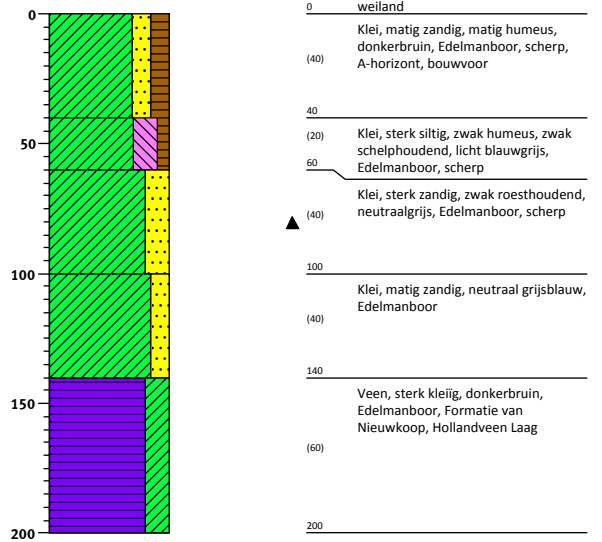 0
50
100
150
200
0
weiland
Klei, matig zandig, matig humeus,
donkerbruin, Edelmanboor, scherp,
A-horizont, bouwvoor
(40)
40
Klei, sterk siltig, zwak humeus, zwak
schelphoudend, licht blauwgrijs,
Edelmanboor, scherp
(20)
60
Klei, sterk zandig, zwak roesthoudend,
neutraalgrijs, Edelmanboor, scherp
(40)
100
Klei, matig zandig, neutraal grijsblauw,
Edelmanboor
(40)
140
Veen, sterk kleiïg, donkerbruin,
Edelmanboor, Formatie van
Nieuwkoop, Hollandveen Laag
(60)
200